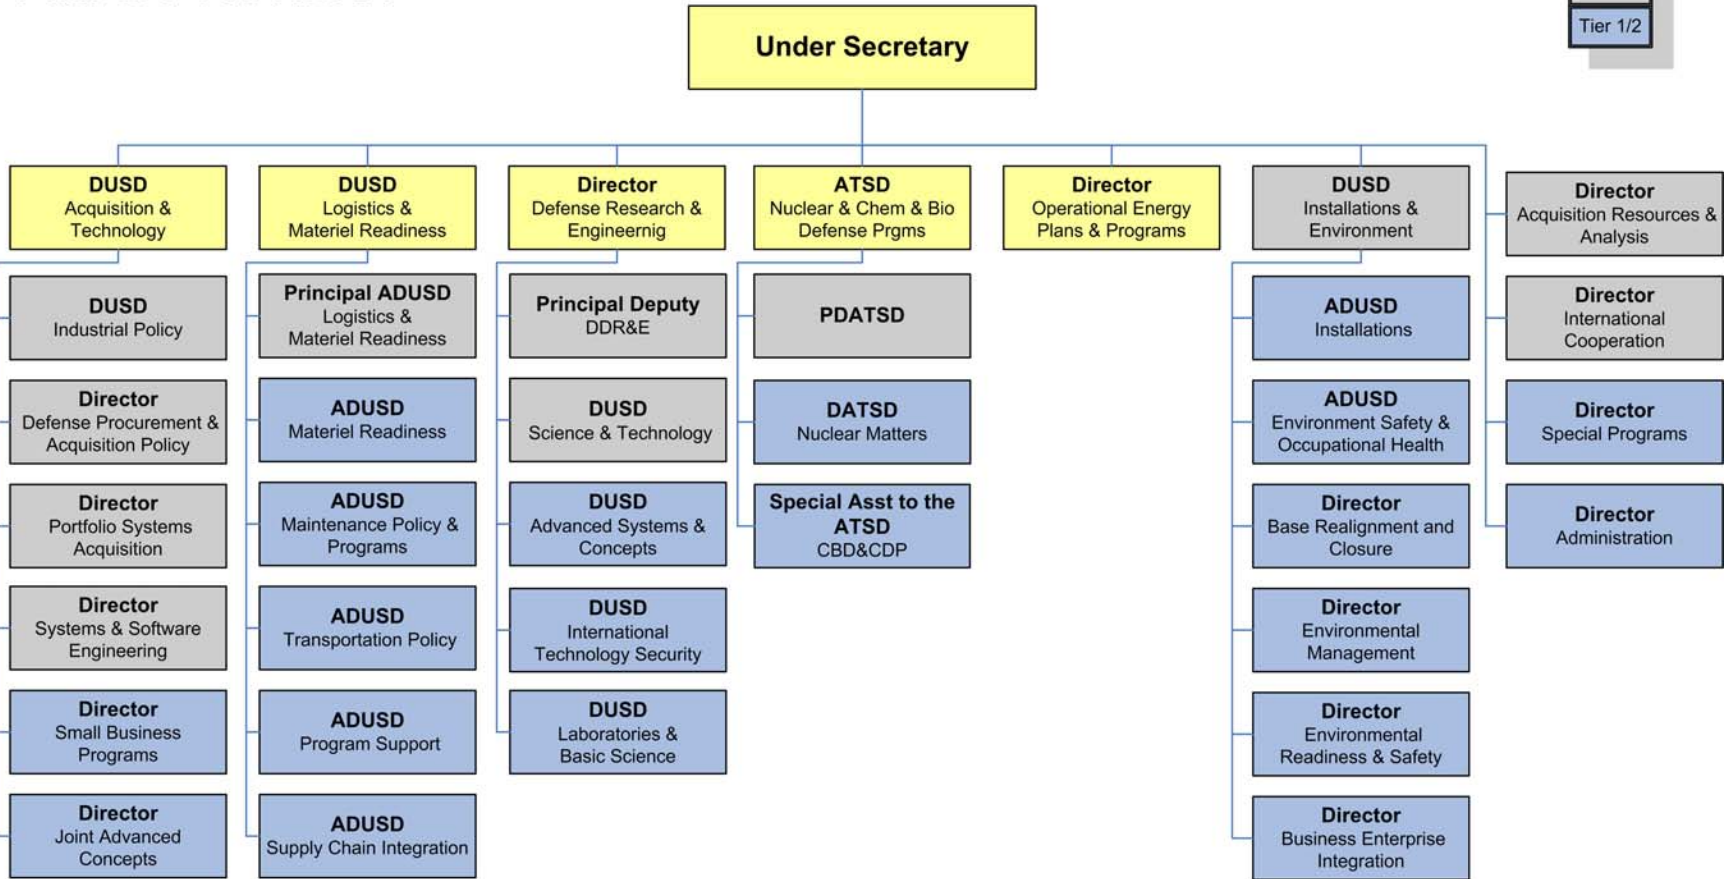 Tier 1/2
Under Secretary
DUSD
Acquisition &
Technology
DUSD
Industrial Policy
Director
Defense Procurement &
Acquisition Policy
Director
Portfolio Systems
Acquisition
Director
Systems & Software
Engineering
Director
Small Business
Programs
Director
Joint Advanced
Concepts
DUSD
Logistics &
Materiel Readiness
Principal ADUSD
Logistics &
Materiel Readiness
ADUSD
Materiel Readiness
ADUSD
Maintenance Policy &
Programs
ADUSD
Transportation Policy
ADUSD
Program Support
ADUSD
Supply Chain Integration
Director
Defense Research &
Engineernig
Principal Deputy
DDR&E
DUSD
Science & Technology
DUSD
Advanced Systems &
Concepts
DUSD
International
Technology Security
DUSD
Laboratories &
Basic Science
ATSD
Nuclear & Chem & Bio
Defense Prgms
PDATSD
DATSD
Nuclear Matters
Special Asst to the
ATSD
CBD&CDP
Director
Operational Energy
Plans & Programs
DUSD
Installations &
Environment
ADUSD
Installations
ADUSD
Environment Safety &
Occupational Health
Director
Base Realignment and
Closure
Director
Environmental
Management
Director
Environmental
Readiness & Safety
Director
Business Enterprise
Integration
Director
Acquisition Resources &
Analysis
Director
International
Cooperation
Director
Special Programs
Director
Administration